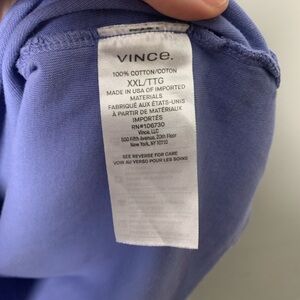 VINCE.
100% COTTON/COTON
XXL/TTG
MADE IN USA OF IMPORTED
MATERIALS
FABRIQUÉ AUX ÉTATS-UNIS
À PARTIR DE MATÉRIAUX
IMPORTÉS
RN#106730
Vince, LLC
500 Fifth Avenue, 20th Floor
New York, NY 10110
SEE REVERSE FOR CARE
VOIR AU VERSO POUR LES SOINS